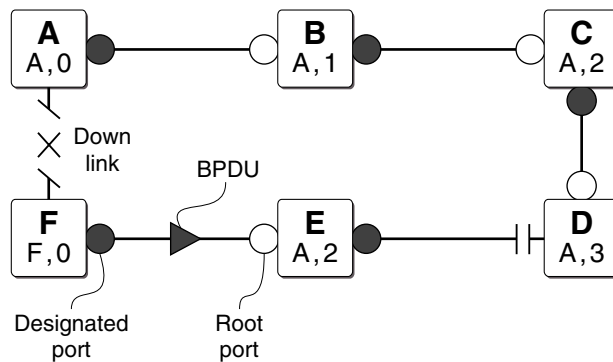 A
A,0
B
A,1
C
A,2
Down
link
BPDU
F
F,0
E
A,2
D
A,3
Designated
port
Root
port